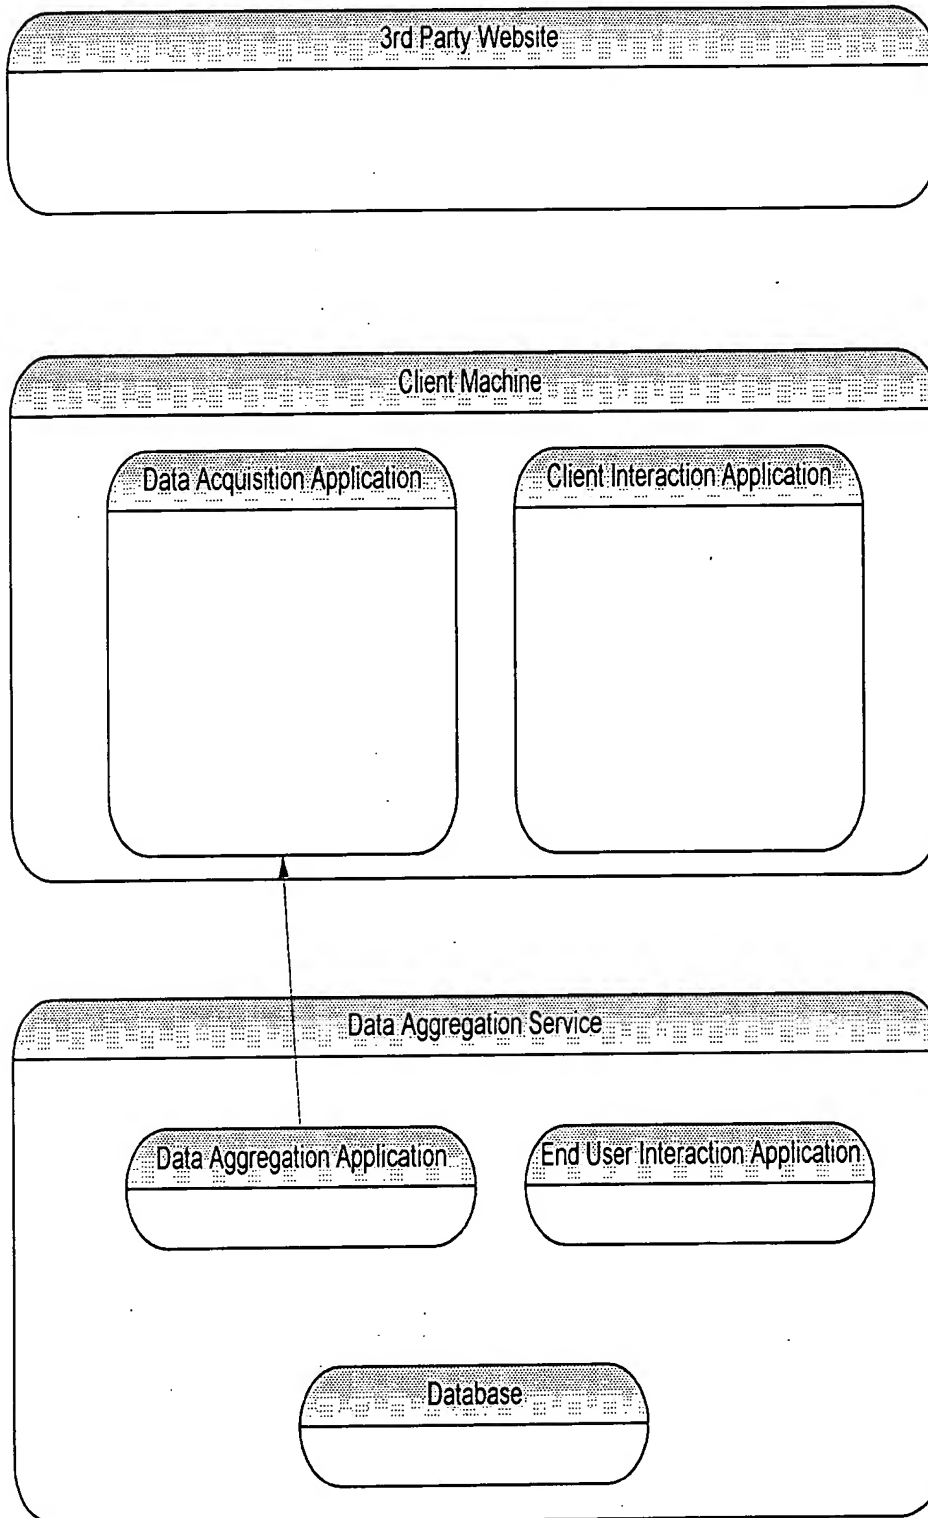 3rd Party Website
Client Machine
Data Acquisition Application
Client Interaction Application
Data Aggregation Service
Data Aggregation Application
End User Interaction Application
Database